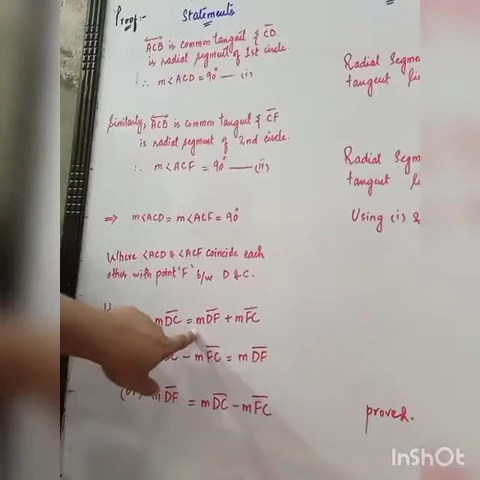 Proof:- Statements
ACB is common tangent & CD
is radial segment of 1st circle.
∴ m<ACD = 90° — (i)
Radial Segme
tangent
Similarly, ACB is common tangent & CF
is radial segment of 2nd circle.
∴ m<ACF = 90° — (ii)
Radial Segm
tangent
⇒ m<ACD = m<ACF = 90°
Using (i) &
Where <ACD & <ACF coincide each
other with point 'F' b/w D & C.
mDC = mDF + mFC
DC - mFC = mDF
(or) mDF = mDC - mFC
proved.
InShOt